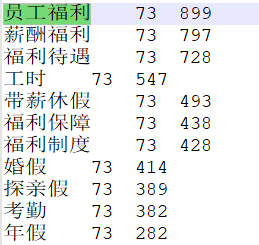 员工福利 73 899
薪酬福利 73 797
福利待遇 73 728
工时 73 547
带薪休假 73 493
福利保障 73 438
福利制度 73 428
婚假 73 414
探亲假 73 389
考勤 73 382
年假 73 282